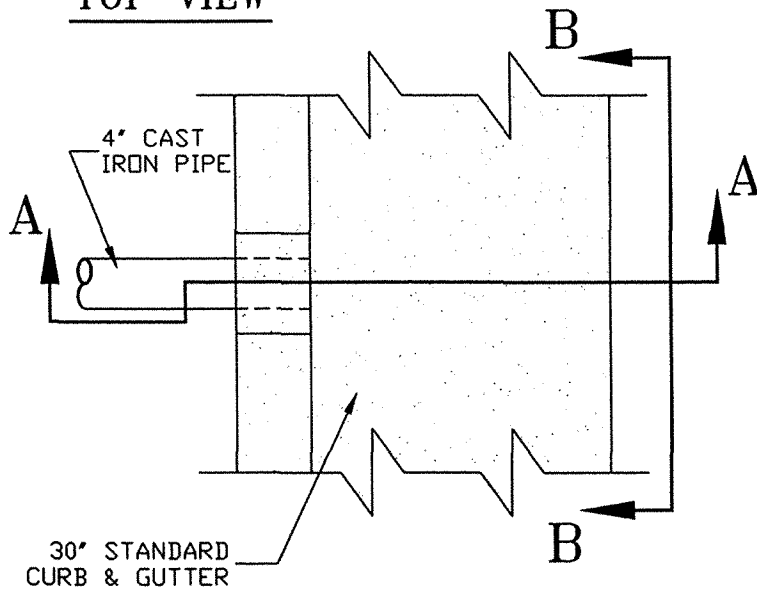 TOP VIEW
B
4" CAST
IRON PIPE
A
A
30" STANDARD
CURB & GUTTER
B